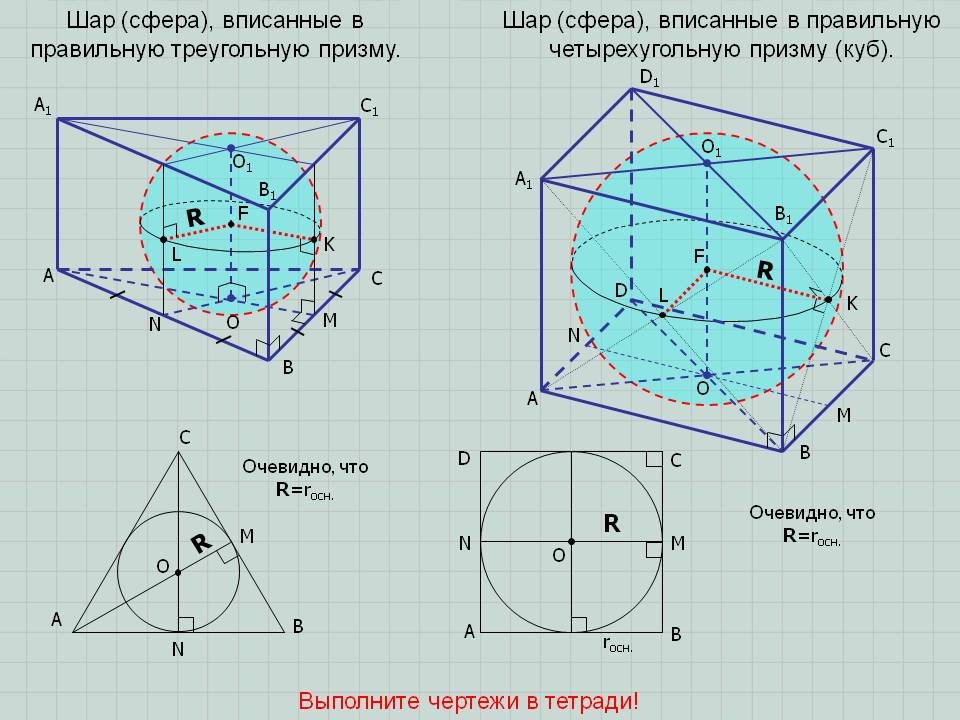 Шар (сфера), вписанные в
правильную треугольную призму.
Шар (сфера), вписанные в правильную
четырехугольную призму (куб).
A1
C1
O1
B1
F
R
L
K
A
C
N
O
M
B
D1
O1
C1
A1
B1
F
R
D
L
K
N
C
A
O
M
B
C
Очевидно, что
R=rосн.
R
M
O
A
B
N
D
C
R
N
O
M
A
B
rосн.
Очевидно, что
R=rосн.
Выполните чертежи в тетради!